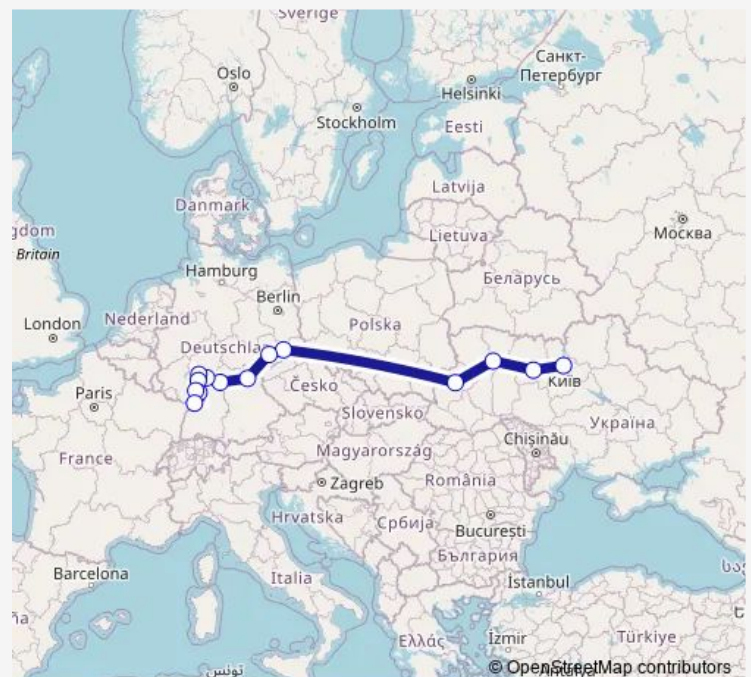 Sverige
Oslo
Санкт-
Петербург
Helsinki
Stockholm
Eesti
Latvija
Danmark
Lietuva
Москва
gdom
Britain
Беларусь
Hamburg
Berlin
Nederland
London
Polska
Deutschla
Paris
Česko
Київ
Slovensko
Україна
Chișinău
France
Magyarország
România
Zagreb
Hrvatska
Србија
București
България
Barcelona
Italia
İstanbul
Ελλάς
İzmir
Türkiye
تونس
© OpenStreetMap contributors